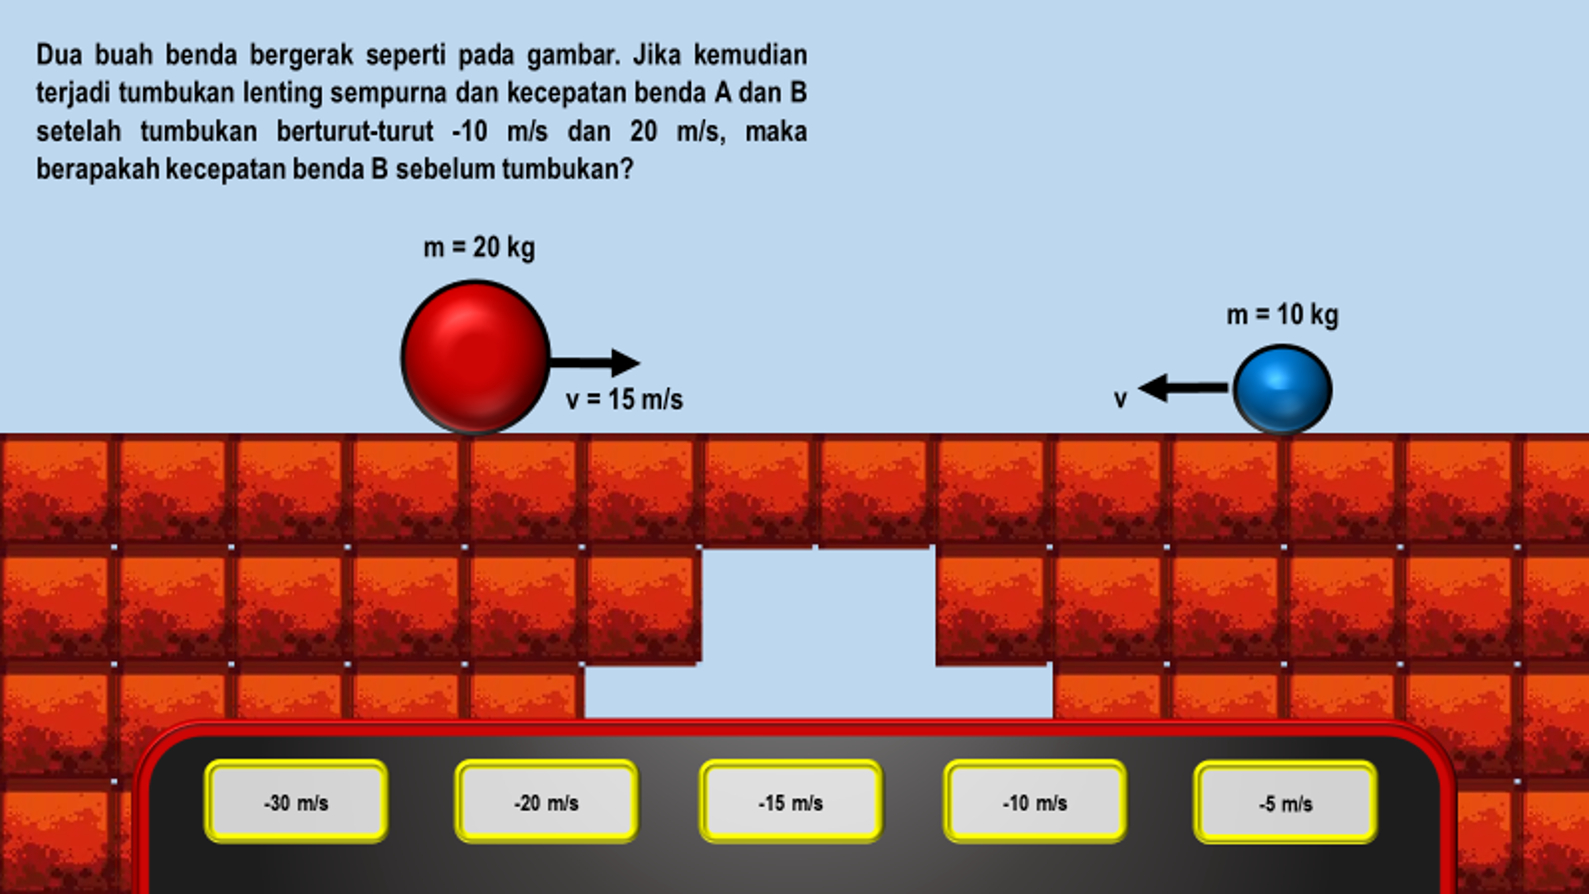 Dua buah benda bergerak seperti pada gambar. Jika kemudian
terjadi tumbukan lenting sempurna dan kecepatan benda A dan B
setelah tumbukan berturut-turut -10 m/s dan 20 m/s, maka
berapakah kecepatan benda B sebelum tumbukan?
m = 20 kg
m = 10 kg
v = 15 m/s
v
-30 m/s
-20 m/s
-15 m/s
-10 m/s
-5 m/s